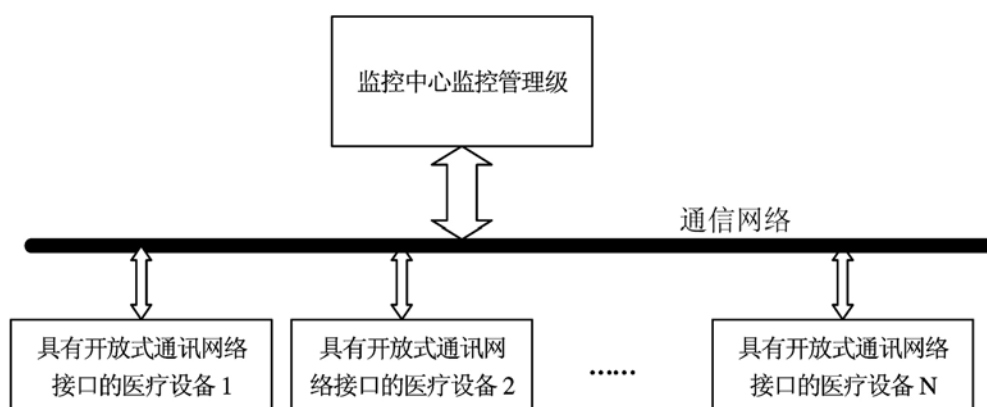 监控中心监控管理级
通信网络
具有开放式通讯网络
接口的医疗设备 1
具有开放式通讯网
络接口的医疗设备 2
……
具有开放式通讯网络
接口的医疗设备 N